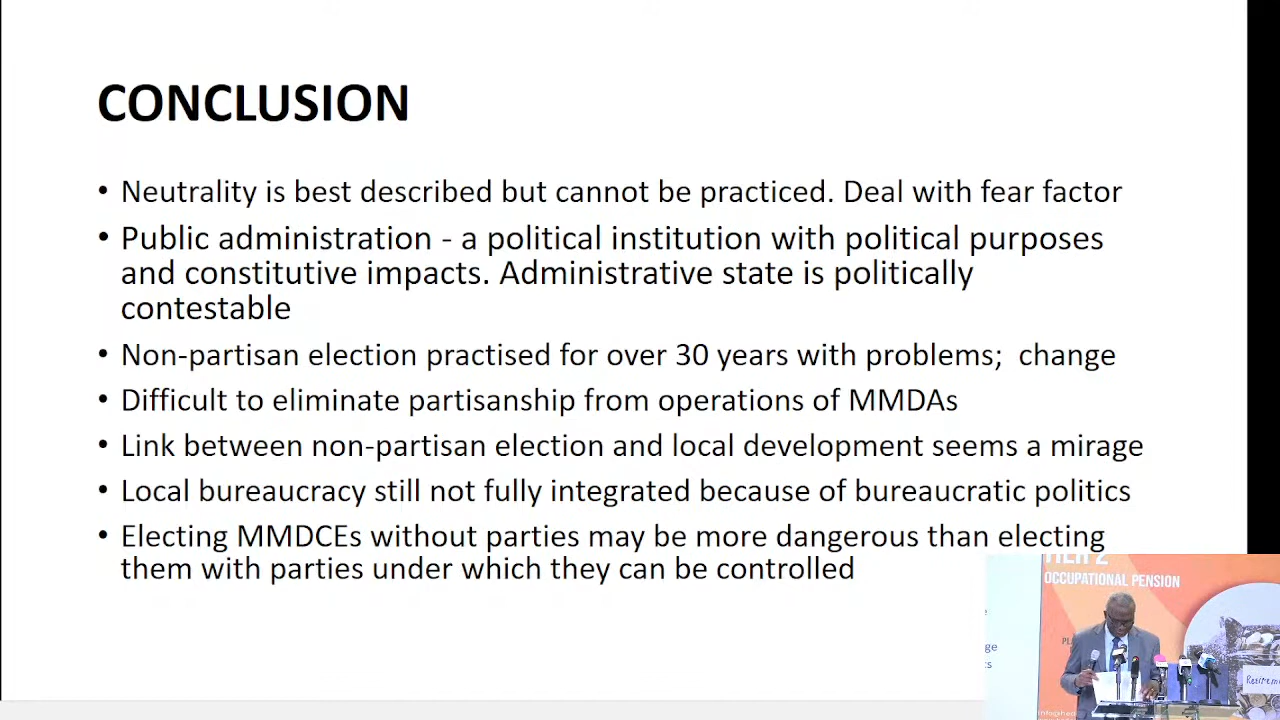 CONCLUSION
• Neutrality is best described but cannot be practiced. Deal with fear factor
• Public administration - a political institution with political purposes
and constitutive impacts. Administrative state is politically
contestable
• Non-partisan election practised for over 30 years with problems;  change
• Difficult to eliminate partisanship from operations of MMDAs
• Link between non-partisan election and local development seems a mirage
• Local bureaucracy still not fully integrated because of bureaucratic politics
• Electing MMDCEs without parties may be more dangerous than electing
them with parties under which they can be controlled
TIER 2
OCCUPATIONAL PENSION